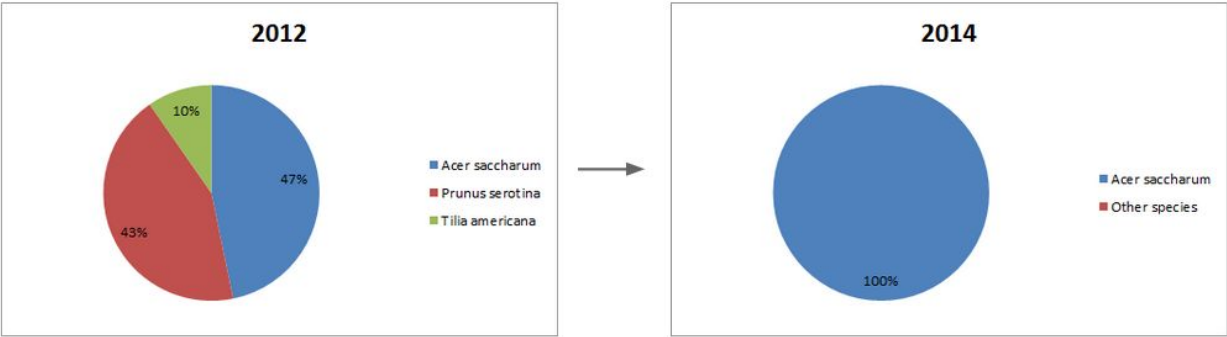 2012
10%
47%
43%
Acer saccharum
Prunus serotina
Tilia americana
2014
100%
Acer saccharum
Other species